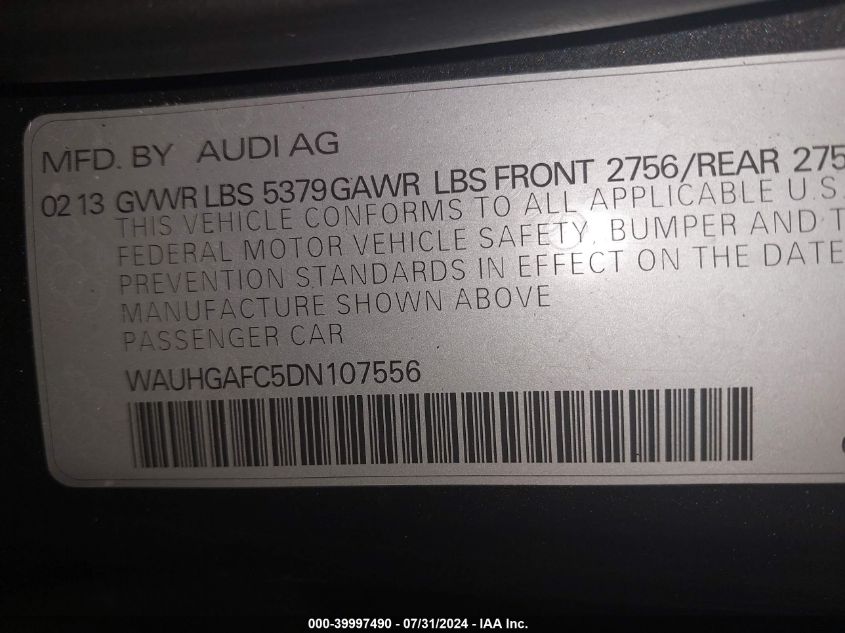 MFD. BY AUDI AG
02 13 GVWR LBS 5379 GAWR LBS FRONT 2756/REAR 275
THIS VEHICLE CONFORMS TO ALL APPLICABLE U.S.
FEDERAL MOTOR VEHICLE SAFETY, BUMPER AND T
PREVENTION STANDARDS IN EFFECT ON THE DATE
MANUFACTURE SHOWN ABOVE
PASSENGER CAR
WAUHGAFC5DN107556
000-39997490 - 07/31/2024 - IAA Inc.